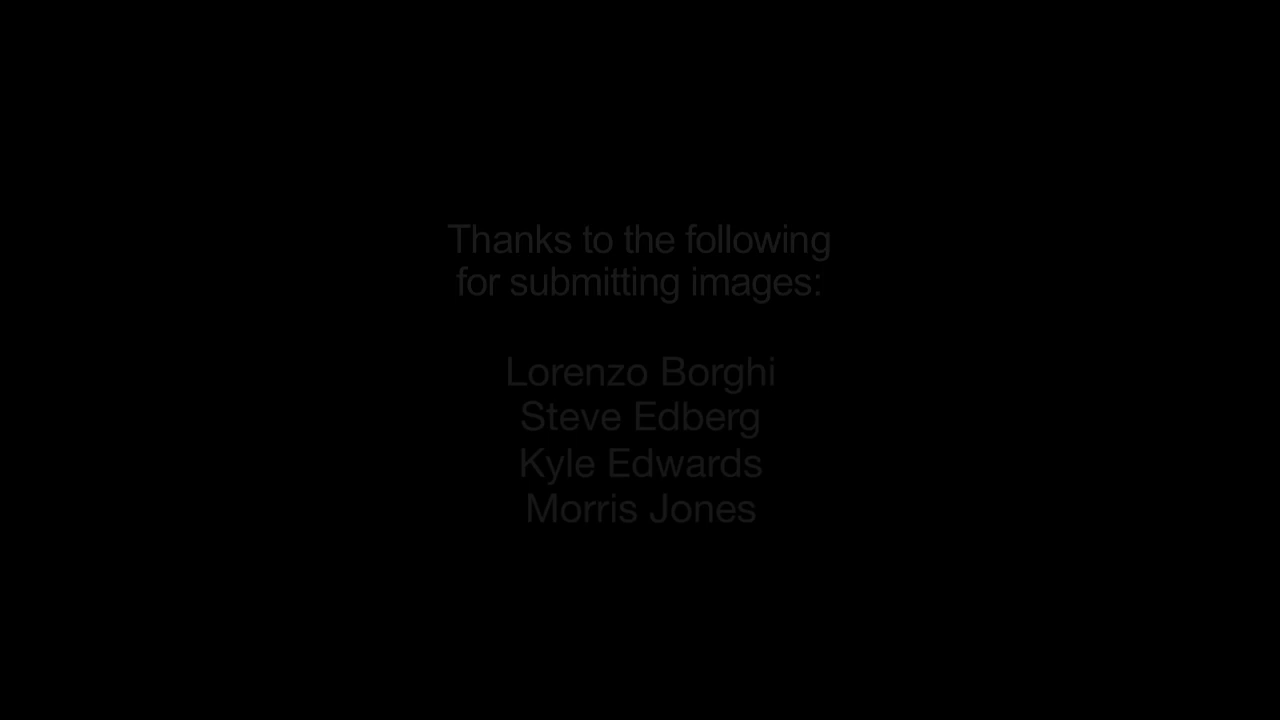 Thanks to the following
for submitting images:
Lorenzo Borghi
Steve Edberg
Kyle Edwards
Morris Jones